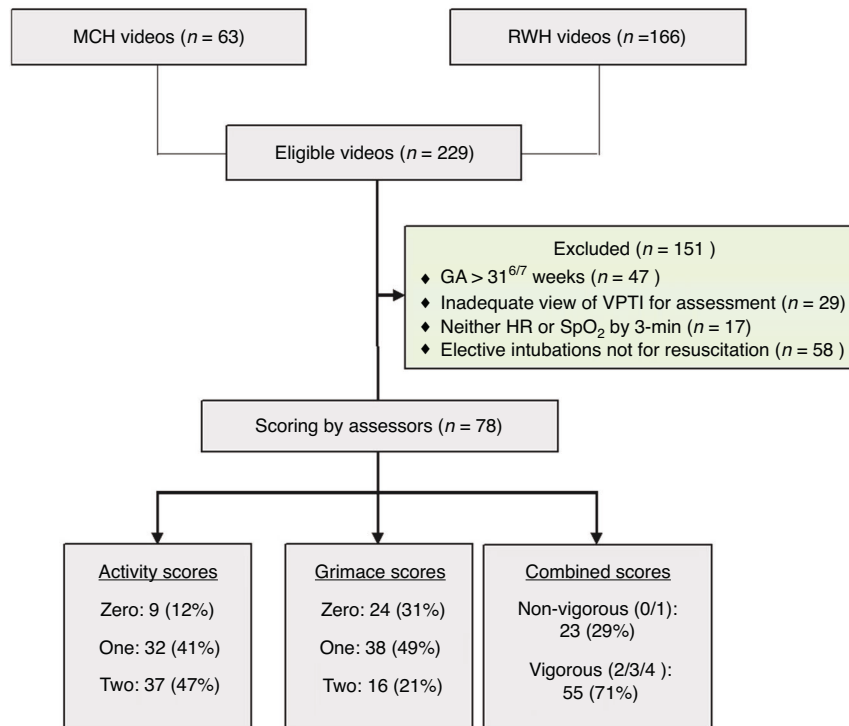 MCH videos (n = 63)
RWH videos (n =166)
Eligible videos (n = 229)
Excluded (n = 151 )
♦ GA > 31⁶/⁷ weeks (n = 47 )
♦ Inadequate view of VPTI for assessment (n = 29)
♦ Neither HR or SpO₂ by 3-min (n = 17)
♦ Elective intubations not for resuscitation (n = 58 )
Scoring by assessors (n = 78)
Activity scores
Zero: 9 (12%)
One: 32 (41%)
Two: 37 (47%)
Grimace scores
Zero: 24 (31%)
One: 38 (49%)
Two: 16 (21%)
Combined scores
Non-vigorous (0/1):
23 (29%)
Vigorous (2/3/4 ):
55 (71%)